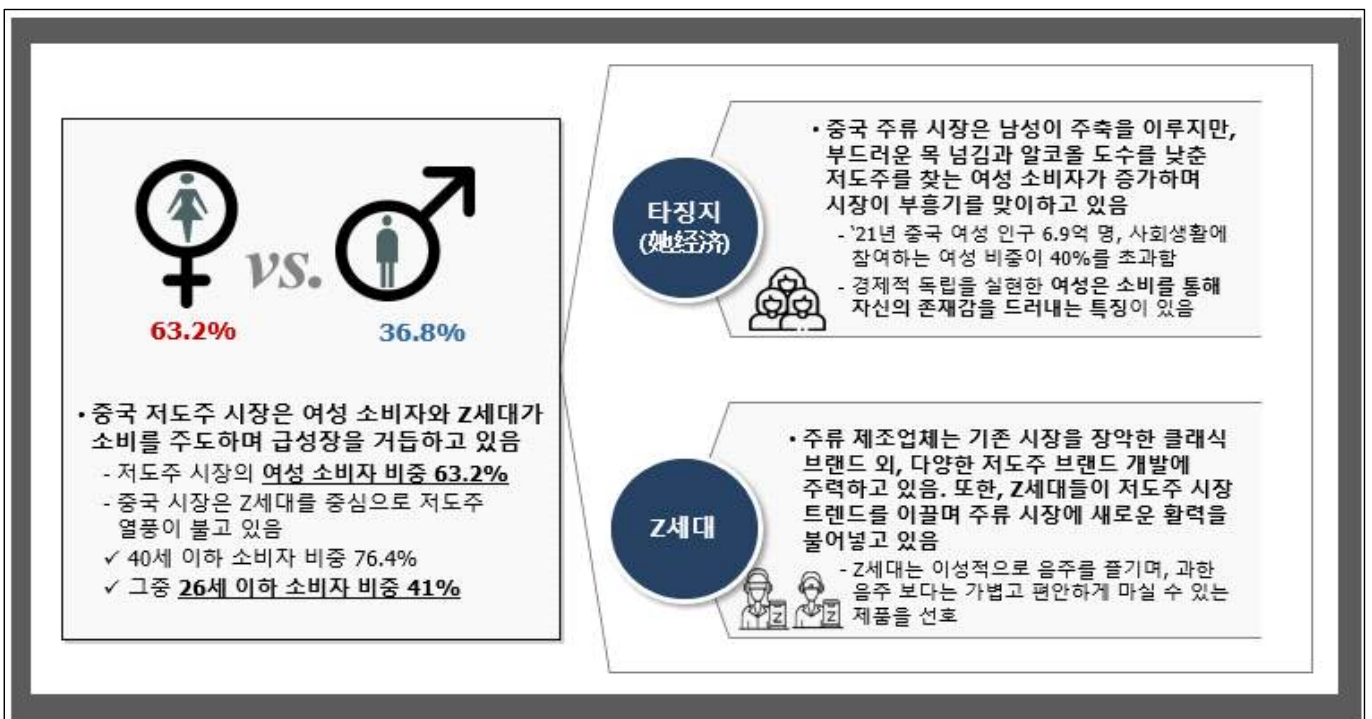 vs.
63.2%
36.8%
• 중국 저도주 시장은 여성 소비자와 Z세대가
소비를 주도하며 급성장을 거듭하고 있음
- 저도주 시장의 여성 소비자 비중 63.2%
- 중국 시장은 Z세대를 중심으로 저도주
열풍이 불고 있음
✓ 40세 이하 소비자 비중 76.4%
✓ 그중 26세 이하 소비자 비중 41%
타징지
(她经济)
• 중국 주류 시장은 남성이 주축을 이루지만,
부드러운 목 넘김과 알코올 도수를 낮춘
저도주를 찾는 여성 소비자가 증가하며
시장이 부흥기를 맞이하고 있음
- ‘21년 중국 여성 인구 6.9억 명, 사회생활에
참여하는 여성 비중이 40%를 초과함
- 경제적 독립을 실현한 여성은 소비를 통해
자신의 존재감을 드러내는 특징이 있음
Z세대
• 주류 제조업체는 기존 시장을 장악한 클래식
브랜드 외, 다양한 저도주 브랜드 개발에
주력하고 있음. 또한, Z세대들이 저도주 시장
트렌드를 이끌며 주류 시장에 새로운 활력을
불어넣고 있음
- Z세대는 이성적으로 음주를 즐기며, 과한
음주 보다는 가볍고 편안하게 마실 수 있는
제품을 선호
Z
Z